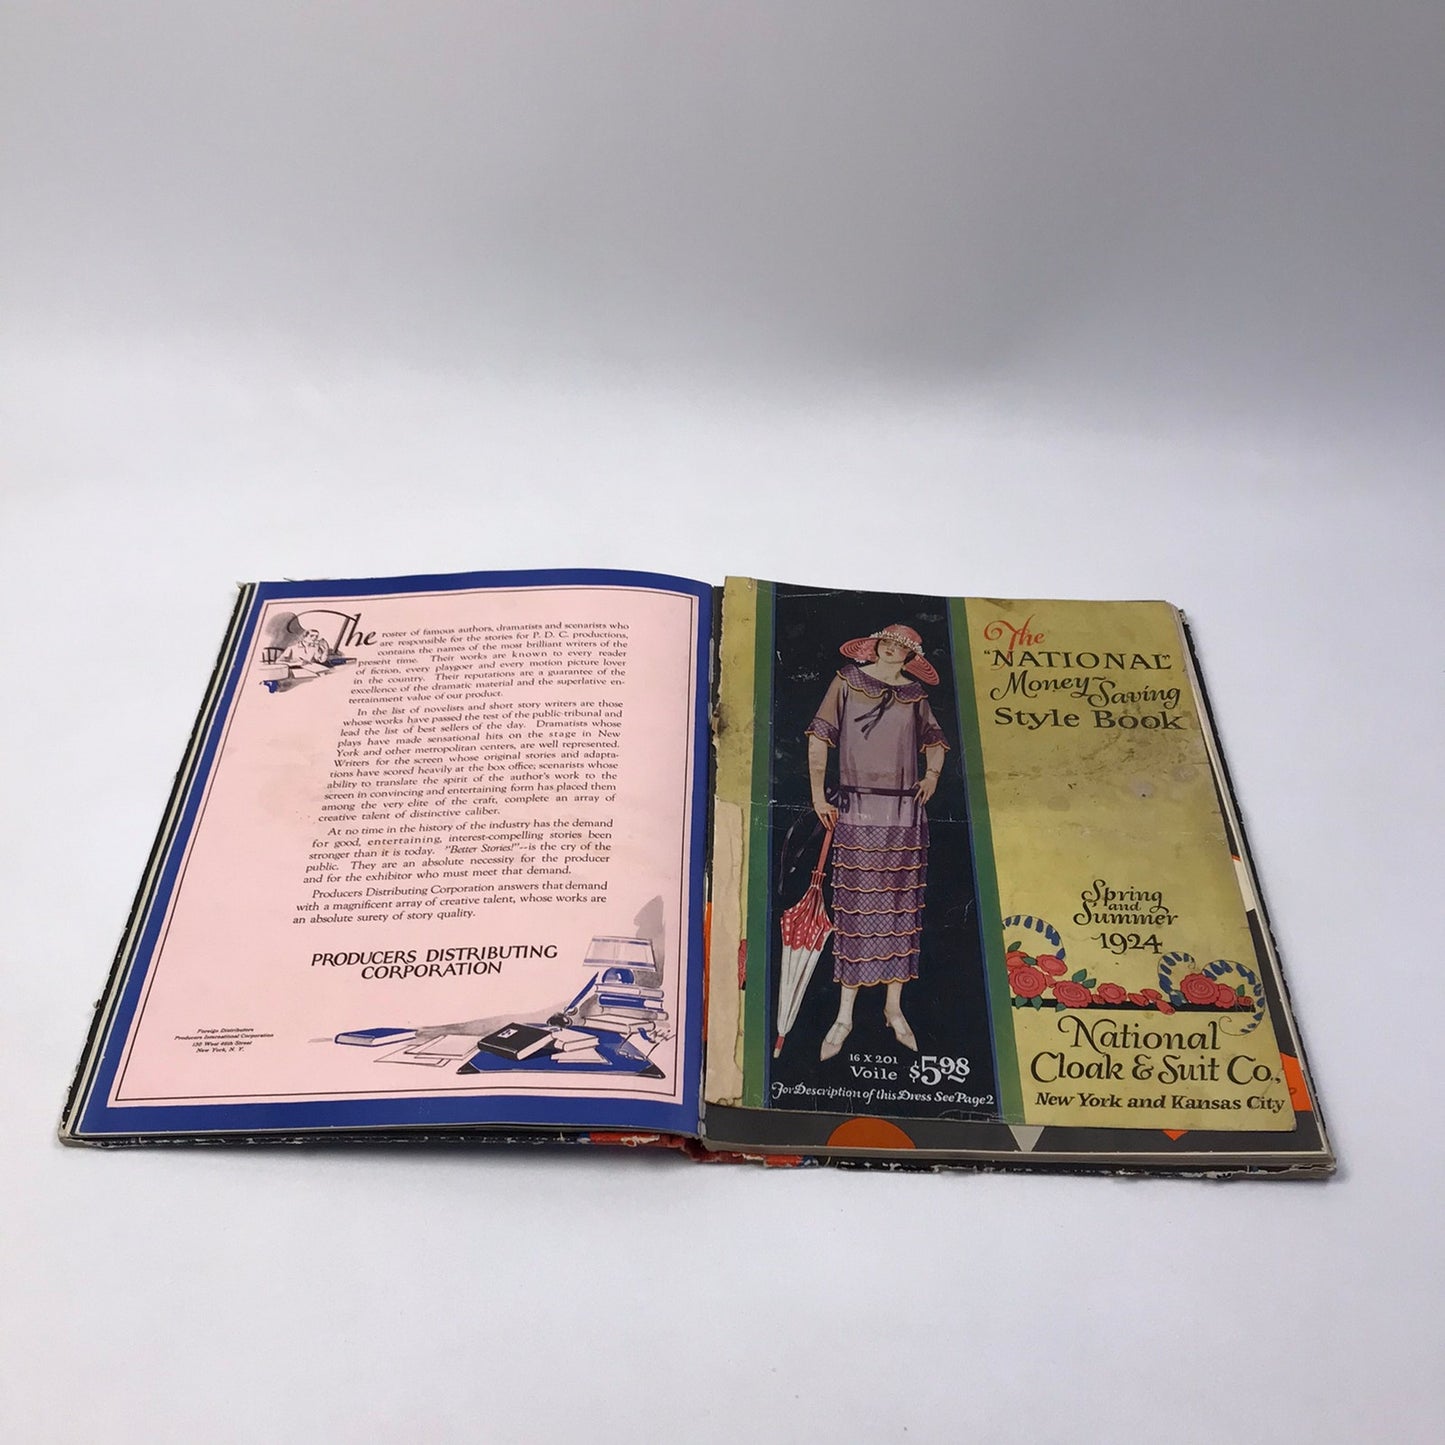 The roster of famous authors, dramatists and scenarists who
are responsible for the stories for P. D. C. productions,
contains the names of the most brilliant writers of the
present time. Their works are known to every reader
of fiction, every playgoer and every motion picture lover
in the country. Their reputations are a guarantee of the
excellence of the dramatic material and the superlative en-
tertainment value of our product.
In the list of novelists and short story writers are those
whose works have passed the test of the public tribunal and
lead the list of best sellers of the day. Dramatists whose
plays have made sensational hits on the stage in New
York and other metropolitan centers, are well represented.
Writers for the screen whose original stories and adapta-
tions have scored heavily at the box office; scenarists whose
ability to translate the spirit of the author's work to the
screen in convincing and entertaining form has placed them
among the very elite of the craft, complete an array of
creative talent of distinctive caliber.
At no time in the history of the industry has the demand
for good, entertaining, interest-compelling stories been
stronger than it is today. "Better Stories!"--is the cry of the
public. They are an absolute necessity for the producer
and for the exhibitor who must meet that demand.
Producers Distributing Corporation answers that demand
with a magnificent array of creative talent, whose works are
an absolute surety of story quality.
PRODUCERS DISTRIBUTING
CORPORATION
Foreign Distributors
Producers International Corporation
130 West 46th Street
New York, N. Y.
The
"NATIONAL"
Money-Saving
Style Book
Spring
and
Summer
1924
National
Cloak & Suit Co.,
New York and Kansas City
16 X 201
Voile $5.98
For Description of this Dress See Page 2